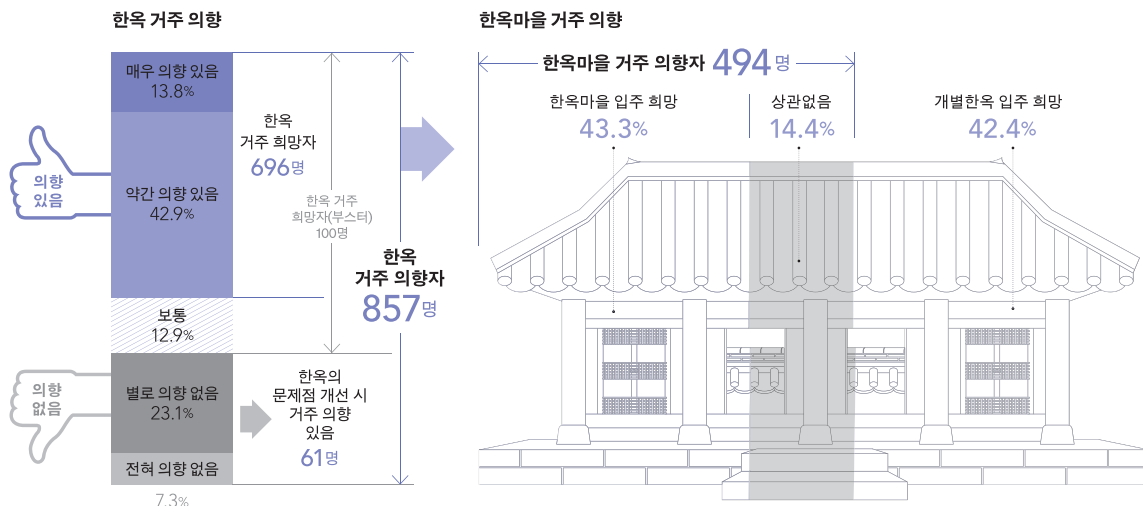 한옥 거주 의향
매우 의향 있음
13.8%
약간 의향 있음
42.9%
보통
12.9%
별로 의향 없음
23.1%
전혀 의향 없음
7.3%
의향
있음
의향
없음
한옥
거주 희망자
696명
한옥 거주
희망자(부스터)
100명
한옥
거주 의향자
857명
한옥의
문제점 개선 시
거주 의향
있음
61명
한옥마을 거주 의향
한옥마을 거주 의향자 494명
한옥마을 입주 희망
43.3%
상관없음
14.4%
개별한옥 입주 희망
42.4%